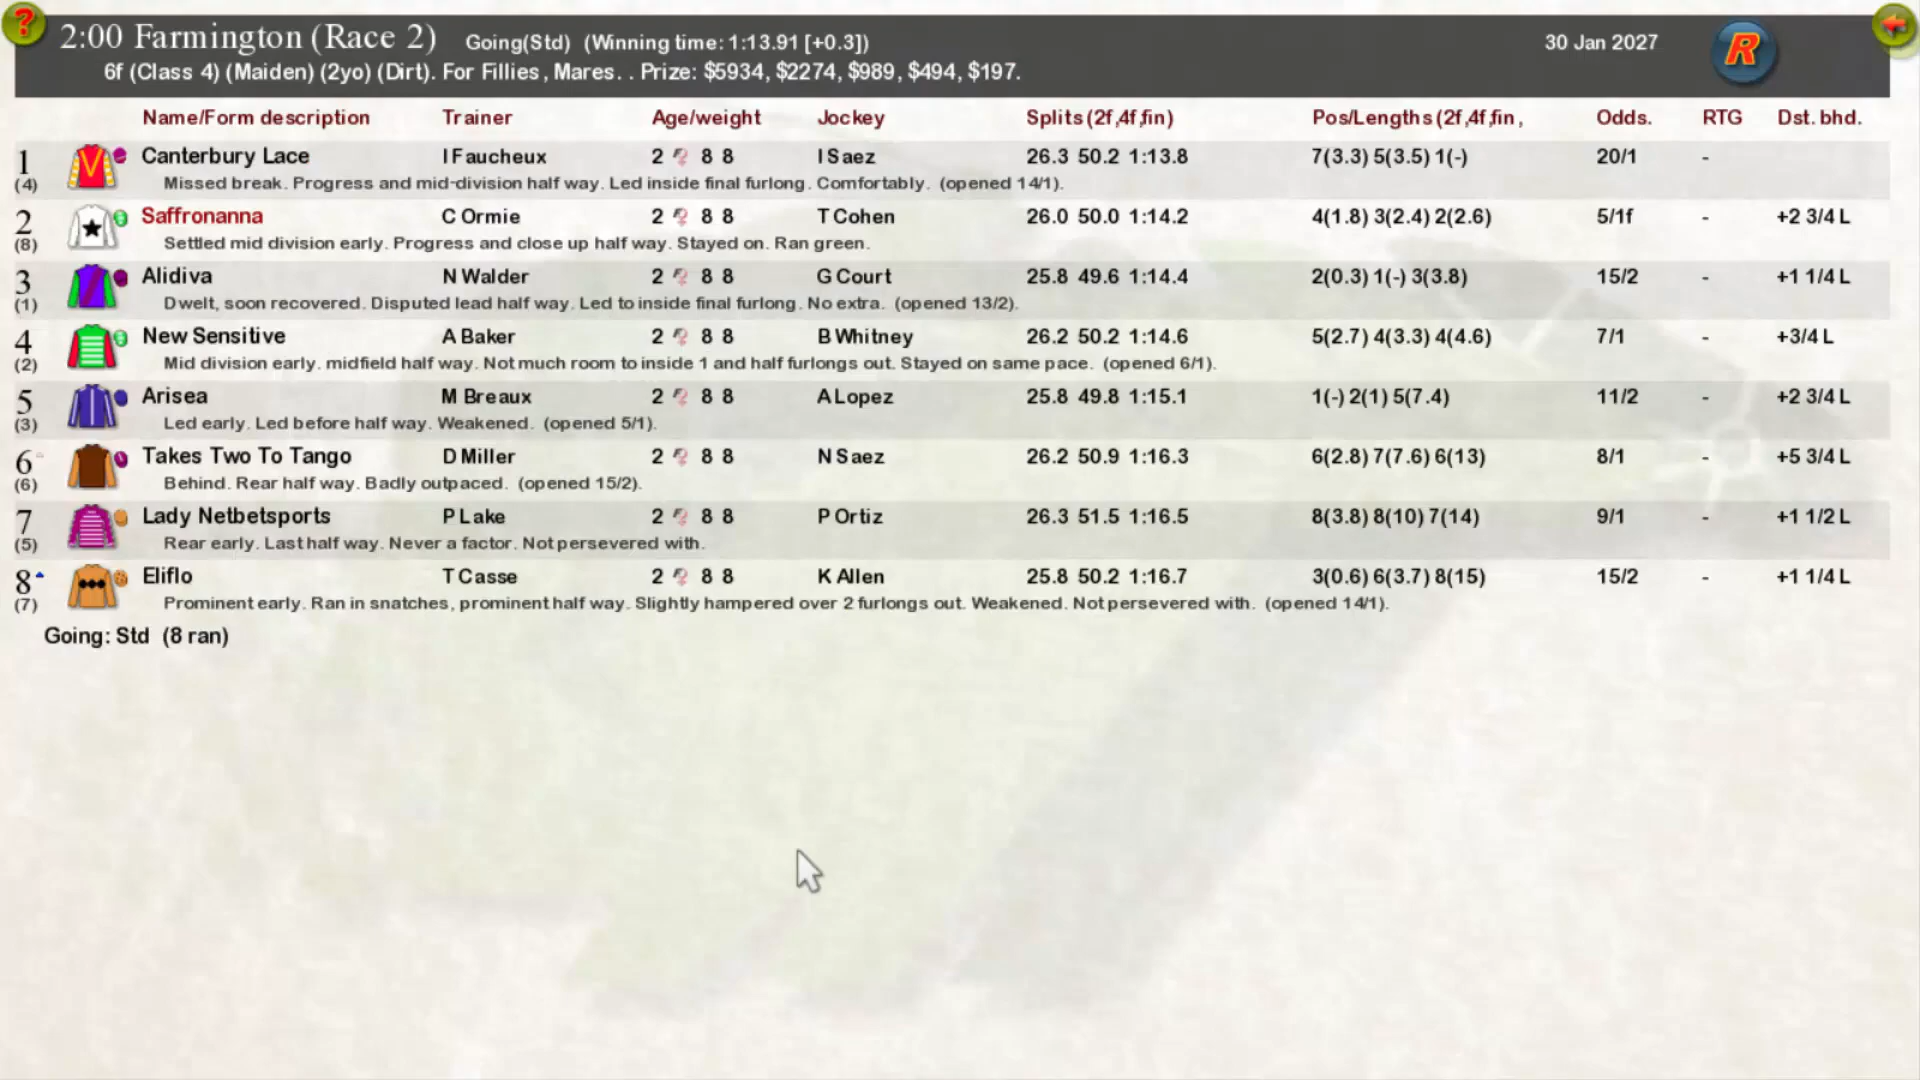 ?
2:00 Farmington (Race 2) Going(Std) (Winning time: 1:13.91 [+0.3]) 30 Jan 2027 R
6f (Class 4) (Maiden) (2yo) (Dirt). For Fillies, Mares. . Prize: $5934, $2274, $989, $494, $197.
Name/Form description Trainer Age/weight Jockey Splits (2f,4f,fin) Pos/Lengths (2f,4f,fin, Odds. RTG Dst. bhd.
1 Canterbury Lace I Faucheux 2 8 8 I Saez 26.3 50.2 1:13.8 7(3.3) 5(3.5) 1(-) 20/1 -
(4) Missed break. Progress and mid-division half way. Led inside final furlong. Comfortably. (opened 14/1).
2 Saffronanna C Ormie 2 8 8 T Cohen 26.0 50.0 1:14.2 4(1.8) 3(2.4) 2(2.6) 5/1f - +2 3/4 L
(8) Settled mid division early. Progress and close up half way. Stayed on. Ran green.
3 Alidiva N Walder 2 8 8 G Court 25.8 49.6 1:14.4 2(0.3) 1(-) 3(3.8) 15/2 - +1 1/4 L
(1) Dwelt, soon recovered. Disputed lead half way. Led to inside final furlong. No extra. (opened 13/2).
4 New Sensitive A Baker 2 8 8 B Whitney 26.2 50.2 1:14.6 5(2.7) 4(3.3) 4(4.6) 7/1 - +3/4 L
(2) Mid division early. midfield half way. Not much room to inside 1 and half furlongs out. Stayed on same pace. (opened 6/1).
5 Arisea M Breaux 2 8 8 A Lopez 25.8 49.8 1:15.1 1(-) 2(1) 5(7.4) 11/2 - +2 3/4 L
(3) Led early. Led before half way. Weakened. (opened 5/1).
6 Takes Two To Tango D Miller 2 8 8 N Saez 26.2 50.9 1:16.3 6(2.8) 7(7.6) 6(13) 8/1 - +5 3/4 L
(6) Behind. Rear half way. Badly outpaced. (opened 15/2).
7 Lady Netbetsports P Lake 2 8 8 P Ortiz 26.3 51.5 1:16.5 8(3.8) 8(10) 7(14) 9/1 - +1 1/2 L
(5) Rear early. Last half way. Never a factor. Not persevered with.
8 Eliflo T Casse 2 8 8 K Allen 25.8 50.2 1:16.7 3(0.6) 6(3.7) 8(15) 15/2 - +1 1/4 L
(7) Prominent early. Ran in snatches, prominent half way. Slightly hampered over 2 furlongs out. Weakened. Not persevered with. (opened 14/1).
Going: Std (8 ran)